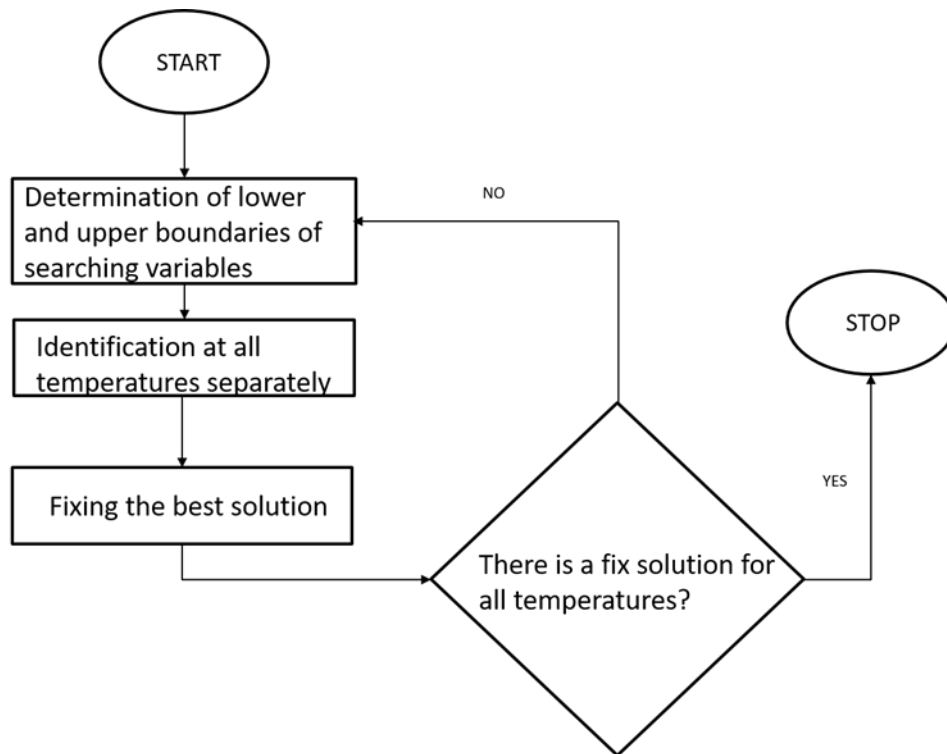 START
Determination of lower
and upper boundaries of
searching variables
NO
Identification at all
temperatures separately
STOP
Fixing the best solution
YES
There is a fix solution for
all temperatures?